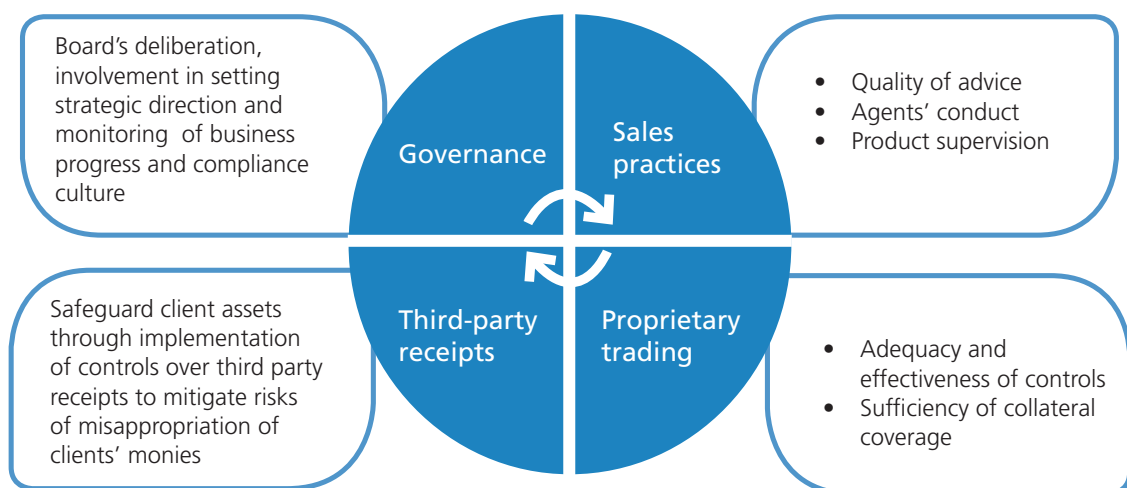 Board’s deliberation,
involvement in setting
strategic direction and
monitoring of business
progress and compliance
culture
Governance
Sales
practices
• Quality of advice
• Agents’ conduct
• Product supervision
Safeguard client assets
through implementation
of controls over third party
receipts to mitigate risks
of misappropriation of
clients’ monies
Third-party
receipts
Proprietary
trading
• Adequacy and
effectiveness of controls
• Sufficiency of collateral
coverage